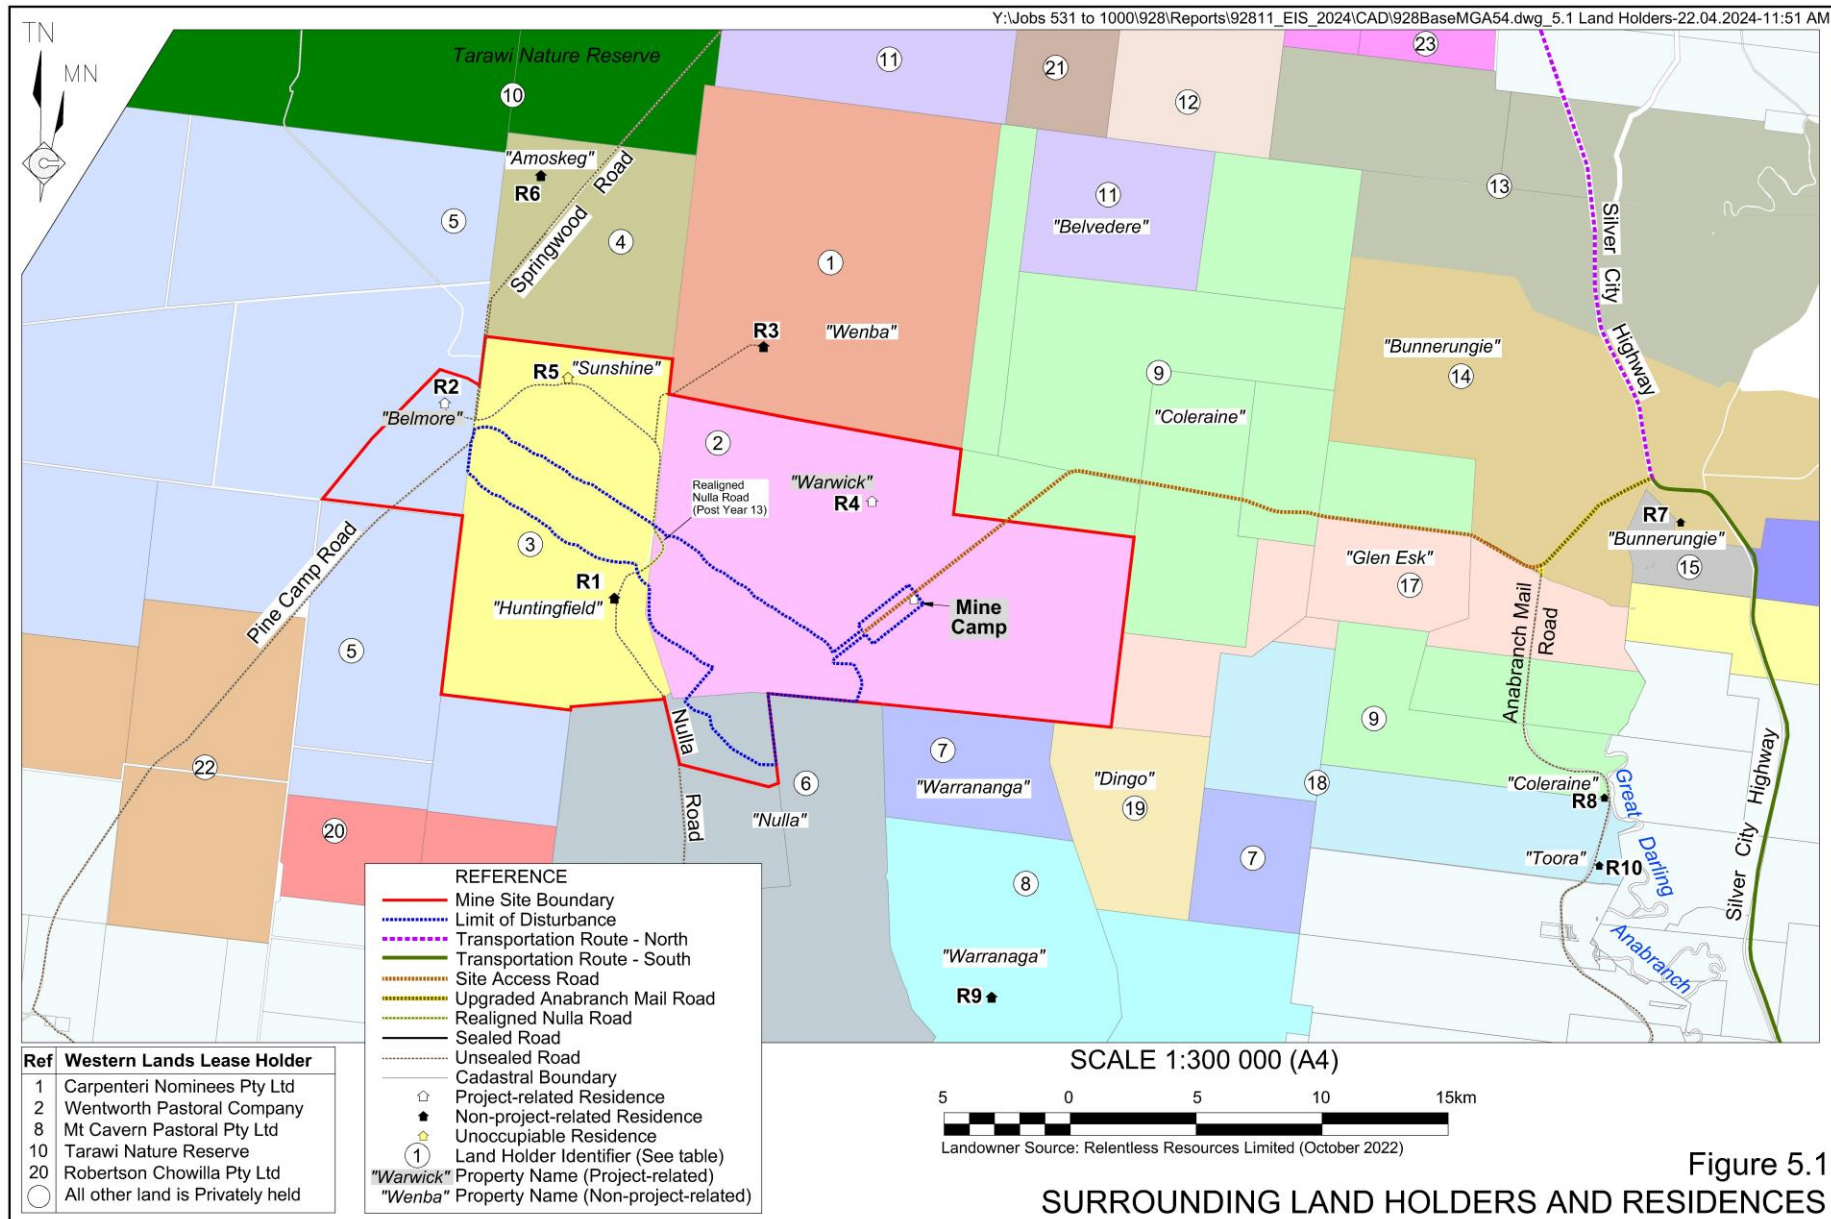 Y:\Jobs 531 to 1000\928\Reports\92811_EIS_2024\CAD\928BaseMGA54.dwg_5.1 Land Holders-22.04.2024-11:51 AM
TN
MN
Tarawi Nature Reserve
10
11
21
12
23
"Amoskeg"
R6
Springwood Road
5
4
1
11
"Belvedere"
13
Silver City Highway
R3
"Wenba"
"Bunnerungie"
14
R5
"Sunshine"
R2
"Belmore"
9
"Coleraine"
2
"Warwick"
R4
Realigned
Nulla Road
(Post Year 13)
3
R1
"Huntingfield"
Pine Camp Road
Mine
Camp
R7
"Bunnerungie"
15
"Glen Esk"
17
Anabranch Mail
Road
5
22
20
Nulla
Road
6
"Nulla"
7
"Warrananga"
"Dingo"
19
18
9
7
"Coleraine"
R8
"Toora"
R10
Great Darling
Anabranch
Silver City Highway
8
"Warranaga"
R9
REFERENCE
Mine Site Boundary
Limit of Disturbance
Transportation Route - North
Transportation Route - South
Site Access Road
Upgraded Anabranch Mail Road
Realigned Nulla Road
Sealed Road
Unsealed Road
Cadastral Boundary
Project-related Residence
Non-project-related Residence
Unoccupiable Residence
1 Land Holder Identifier (See table)
"Warwick" Property Name (Project-related)
"Wenba" Property Name (Non-project-related)
Ref Western Lands Lease Holder
1 Carpenteri Nominees Pty Ltd
2 Wentworth Pastoral Company
8 Mt Cavern Pastoral Pty Ltd
10 Tarawi Nature Reserve
20 Robertson Chowilla Pty Ltd
All other land is Privately held
SCALE 1:300 000 (A4)
5 0 5 10 15km
Landowner Source: Relentless Resources Limited (October 2022)
Figure 5.1
SURROUNDING LAND HOLDERS AND RESIDENCES